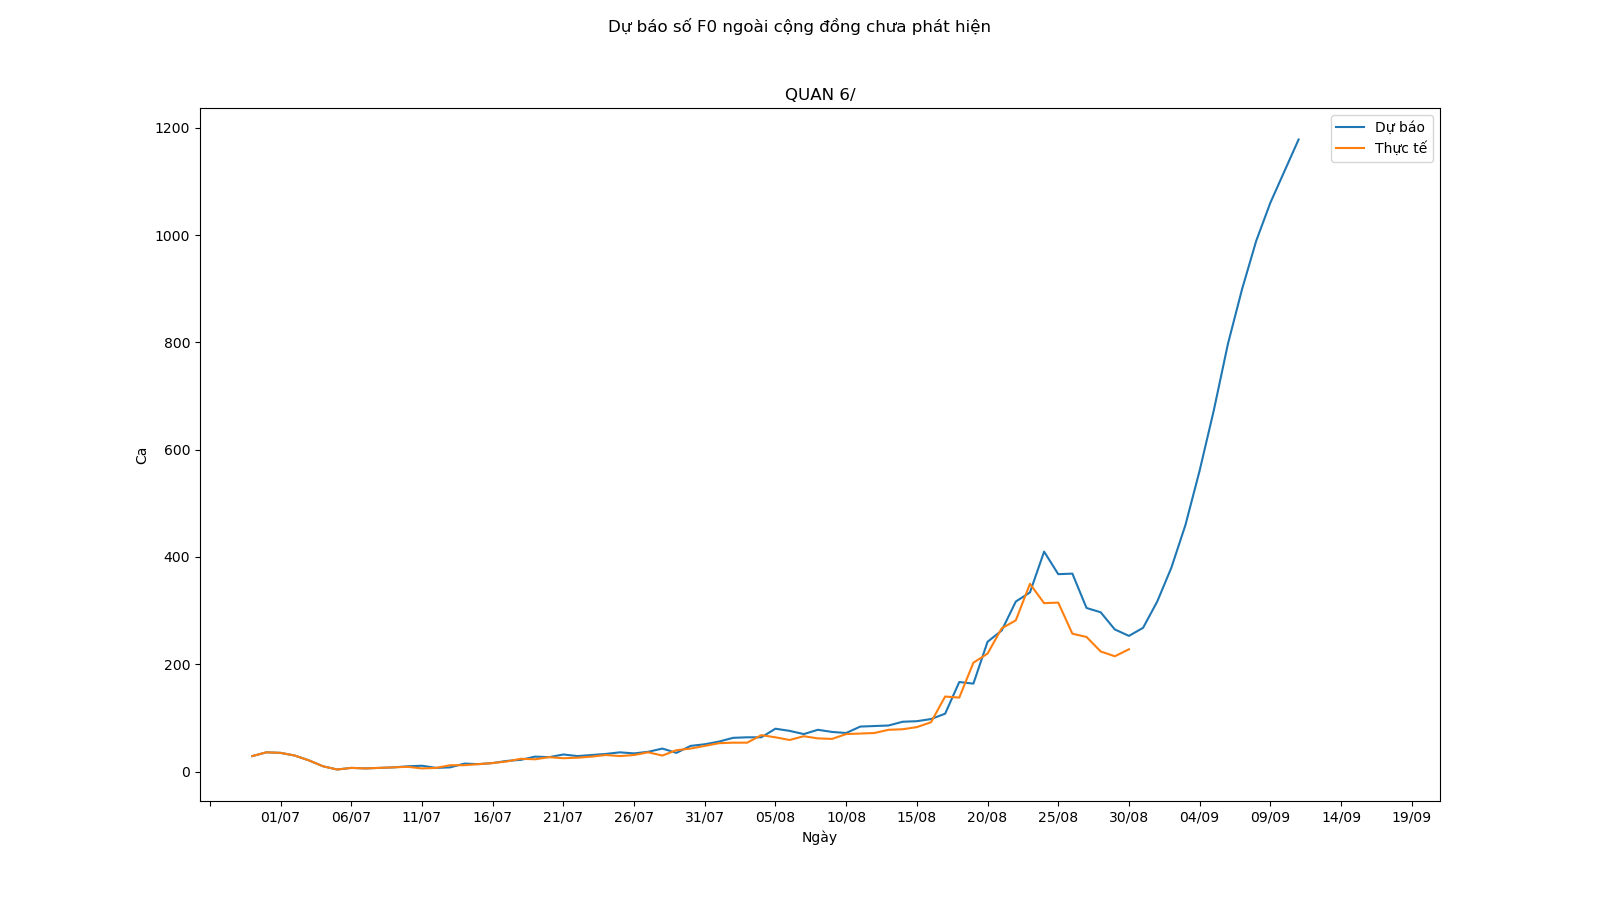 Dự báo số F0 ngoài cộng đồng chưa phát hiện
QUAN 6/
Dự báo
Thực tế
1200
1000
800
600
400
200
0
Ca
01/07 06/07 11/07 16/07 21/07 26/07 31/07 05/08 10/08 15/08 20/08 25/08 30/08 04/09 09/09 14/09 19/09
Ngày